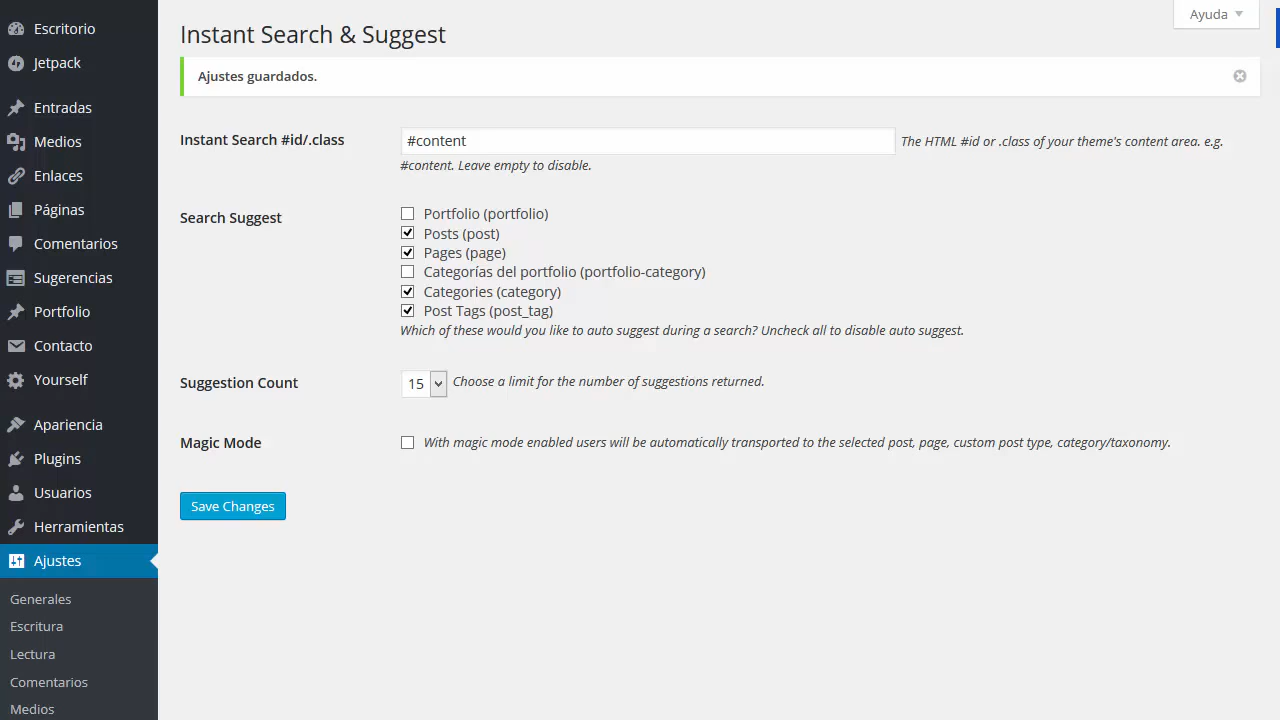 Escritorio
Jetpack
Entradas
Medios
Enlaces
Páginas
Comentarios
Sugerencias
Portfolio
Contacto
Yourself
Apariencia
Plugins
Usuarios
Herramientas
Ajustes
Generales
Escritura
Lectura
Comentarios
Medios
Ayuda
Instant Search & Suggest
Ajustes guardados.
Instant Search #id/.class
#content
The HTML #id or .class of your theme's content area. e.g.
#content. Leave empty to disable.
Search Suggest
Portfolio (portfolio)
Posts (post)
Pages (page)
Categorías del portfolio (portfolio-category)
Categories (category)
Post Tags (post_tag)
Which of these would you like to auto suggest during a search? Uncheck all to disable auto suggest.
Suggestion Count
15
Choose a limit for the number of suggestions returned.
Magic Mode
With magic mode enabled users will be automatically transported to the selected post, page, custom post type, category/taxonomy.
Save Changes